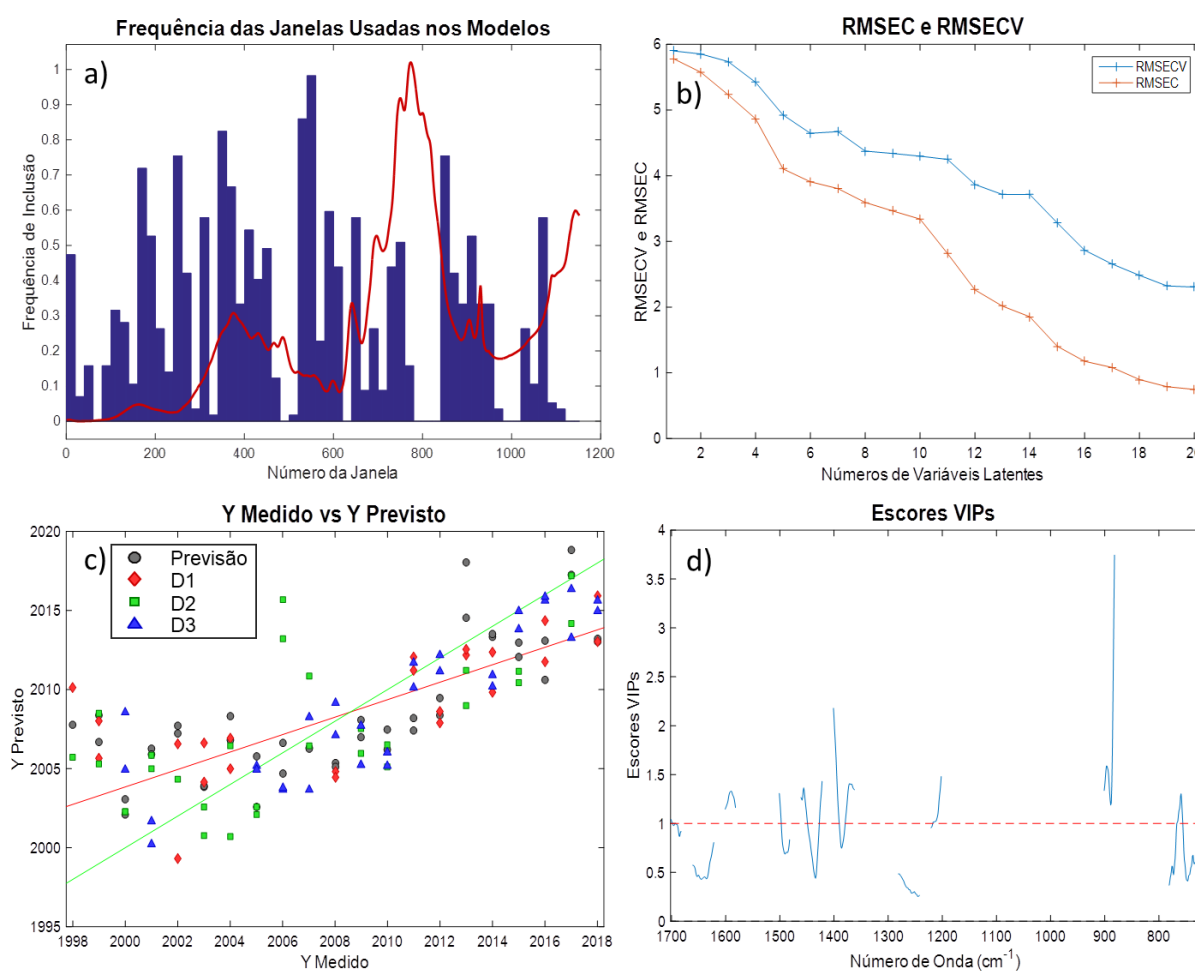 Frequência das Janelas Usadas nos Modelos
a)
Frequência de Inclusão
1
0.9
0.8
0.7
0.6
0.5
0.4
0.3
0.2
0.1
0
0 200 400 600 800 1000 1200
Número da Janela
RMSEC e RMSECV
b)
RMSECV
RMSEC
RMSECV e RMSEC
6
5
4
3
2
1
0
2 4 6 8 10 12 14 16 18 20
Números de Variáveis Latentes
Y Medido vs Y Previsto
c)
Previsão
D1
D2
D3
Y Previsto
2020
2015
2010
2005
2000
1995
1998 2000 2002 2004 2006 2008 2010 2012 2014 2016 2018
Y Medido
Escores VIPs
d)
Escores VIPs
4
3.5
3
2.5
2
1.5
1
0.5
0
1700 1600 1500 1400 1300 1200 1100 1000 900 800
Número de Onda (cm-1)